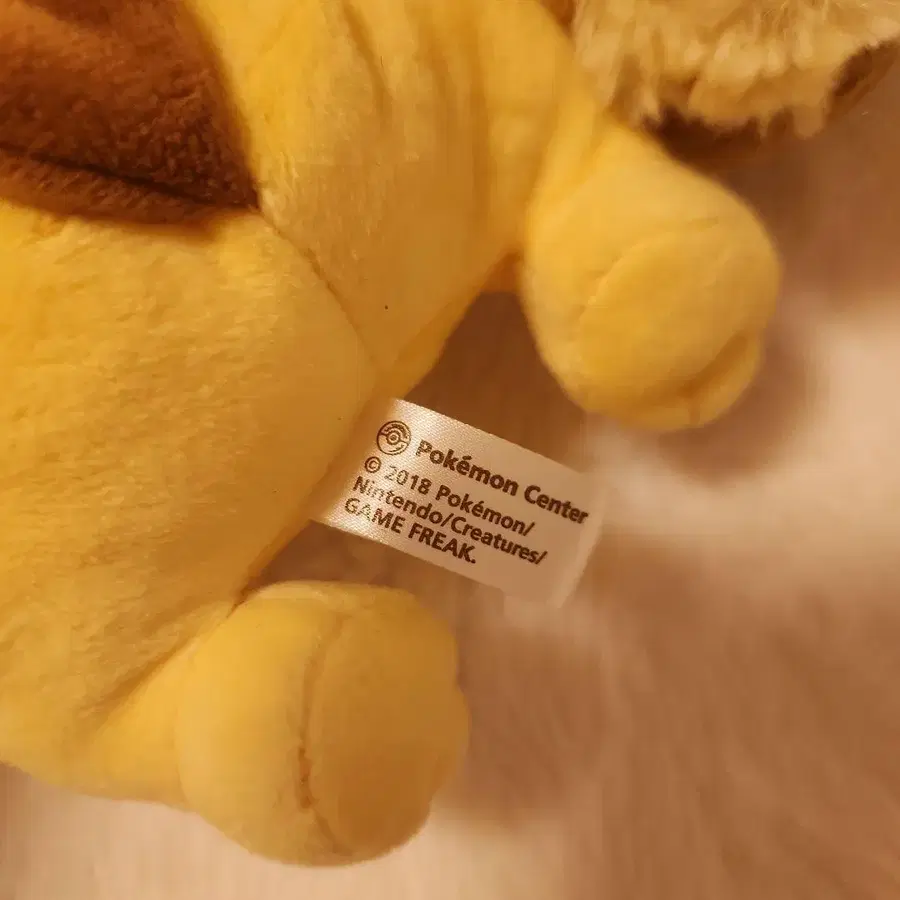 Pokémon Center
© 2018 Pokémon/
Nintendo/Creatures/
GAME FREAK.